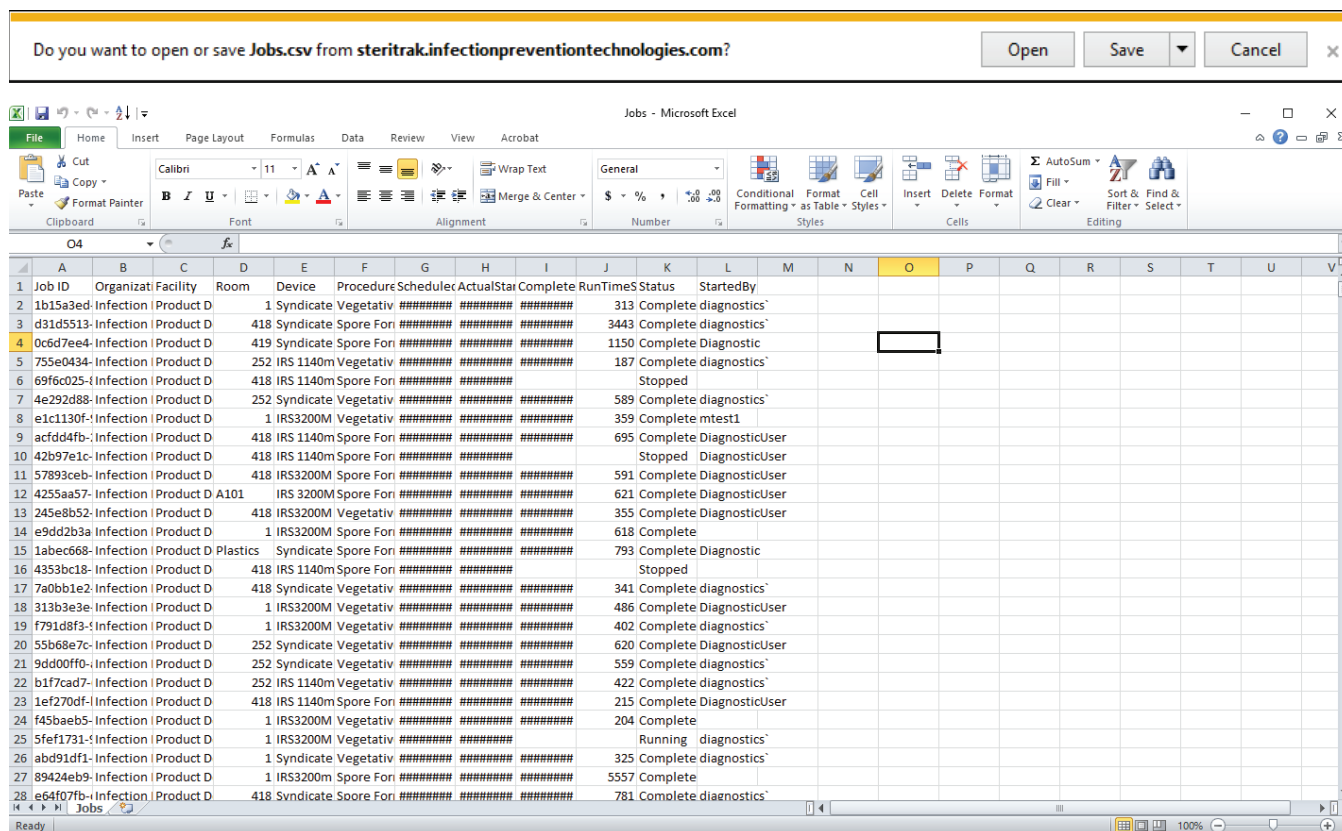 Do you want to open or save Jobs.csv from steritrak.infectionpreventiontechnologies.com? Open Save Cancel
Jobs - Microsoft Excel
File Home Insert Page Layout Formulas Data Review View Acrobat
Cut
Copy
Format Painter
Paste
Clipboard
Calibri 11
B I U
Font
Wrap Text
Merge & Center
Alignment
General
$ % ,
Number
Conditional Formatting
Format as Table
Cell Styles
Styles
Insert Delete Format
Cells
AutoSum
Fill
Clear
Sort & Filter
Find & Select
Editing
O4 fx
A B C D E F G H I J K L M N O P Q R S T U V
1 Job ID Organizati Facility Room Device Procedure Scheduled ActualStar Complete RunTimeS Status StartedBy
2 1b15a3ed- Infection I Product D 1 Syndicate Vegetativ ######## ######## ######## 313 Complete diagnostics`
3 d31d5513- Infection I Product D 418 Syndicate Spore For ######## ######## ######## 3443 Complete diagnostics`
4 0c6d7ee4- Infection I Product D 419 Syndicate Spore For ######## ######## ######## 1150 Complete Diagnostic
5 755e0434- Infection I Product D 252 IRS 1140m Vegetativ ######## ######## ######## 187 Complete diagnostics`
6 69f6c025- Infection I Product D 418 IRS 1140m Spore For ######## ######## Stopped
7 4e292d88- Infection I Product D 252 Syndicate Vegetativ ######## ######## ######## 589 Complete diagnostics`
8 e1c1130f- Infection I Product D 1 IRS3200M Vegetativ ######## ######## ######## 359 Complete mtest1
9 acfdd4fb- Infection I Product D 418 IRS 1140m Spore For ######## ######## ######## 695 Complete DiagnosticUser
10 42b97e1c- Infection I Product D 418 IRS 1140m Spore For ######## ######## Stopped DiagnosticUser
11 57893ceb- Infection I Product D 418 IRS3200M Spore For ######## ######## ######## 591 Complete DiagnosticUser
12 4255aa57- Infection I Product D A101 IRS 3200M Spore For ######## ######## ######## 621 Complete DiagnosticUser
13 245e8b52- Infection I Product D 418 IRS3200M Vegetativ ######## ######## ######## 355 Complete DiagnosticUser
14 e9dd2b3a Infection I Product D 1 IRS3200M Spore For ######## ######## ######## 618 Complete
15 1abec668- Infection I Product D Plastics Syndicate Spore For ######## ######## ######## 793 Complete Diagnostic
16 4353bc18- Infection I Product D 418 IRS 1140m Spore For ######## ######## Stopped
17 7a0bb1e2 Infection I Product D 418 Syndicate Vegetativ ######## ######## ######## 341 Complete diagnostics`
18 313b3e3e Infection I Product D 1 IRS3200M Vegetativ ######## ######## ######## 486 Complete DiagnosticUser
19 f791d8f3- Infection I Product D 1 IRS3200M Vegetativ ######## ######## ######## 402 Complete diagnostics`
20 55b68e7c- Infection I Product D 252 Syndicate Vegetativ ######## ######## ######## 620 Complete DiagnosticUser
21 9dd00ff0- Infection I Product D 252 Syndicate Vegetativ ######## ######## ######## 559 Complete diagnostics`
22 b1f7cad7- Infection I Product D 252 IRS 1140m Vegetativ ######## ######## ######## 422 Complete diagnostics`
23 1ef270df- Infection I Product D 418 IRS 1140m Spore For ######## ######## ######## 215 Complete DiagnosticUser
24 f45baeb5- Infection I Product D 1 IRS3200M Vegetativ ######## ######## ######## 204 Complete
25 5fef1731- Infection I Product D 1 IRS3200M Vegetativ ######## ######## Running diagnostics`
26 abd91df1- Infection I Product D 1 Syndicate Vegetativ ######## ######## ######## 325 Complete diagnostics`
27 89424eb9- Infection I Product D 1 IRS3200m Spore For ######## ######## ######## 5557 Complete
28 e64f07fb- Infection I Product D 418 Syndicate Spore For ######## ######## ######## 781 Complete diagnostics`
Jobs
Ready 100%